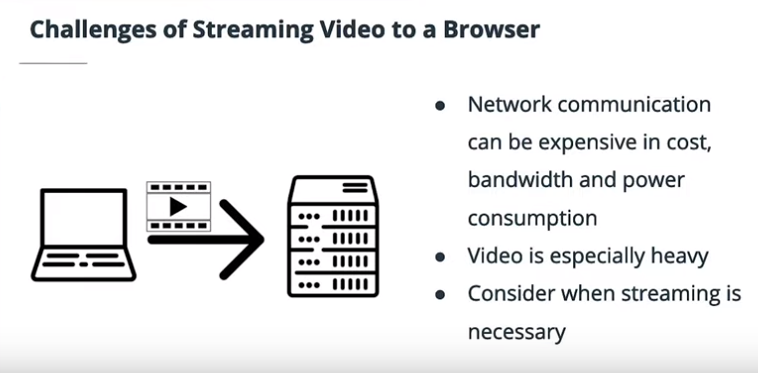 Challenges of Streaming Video to a Browser
● Network communication
can be expensive in cost,
bandwidth and power
consumption
● Video is especially heavy
● Consider when streaming is
necessary